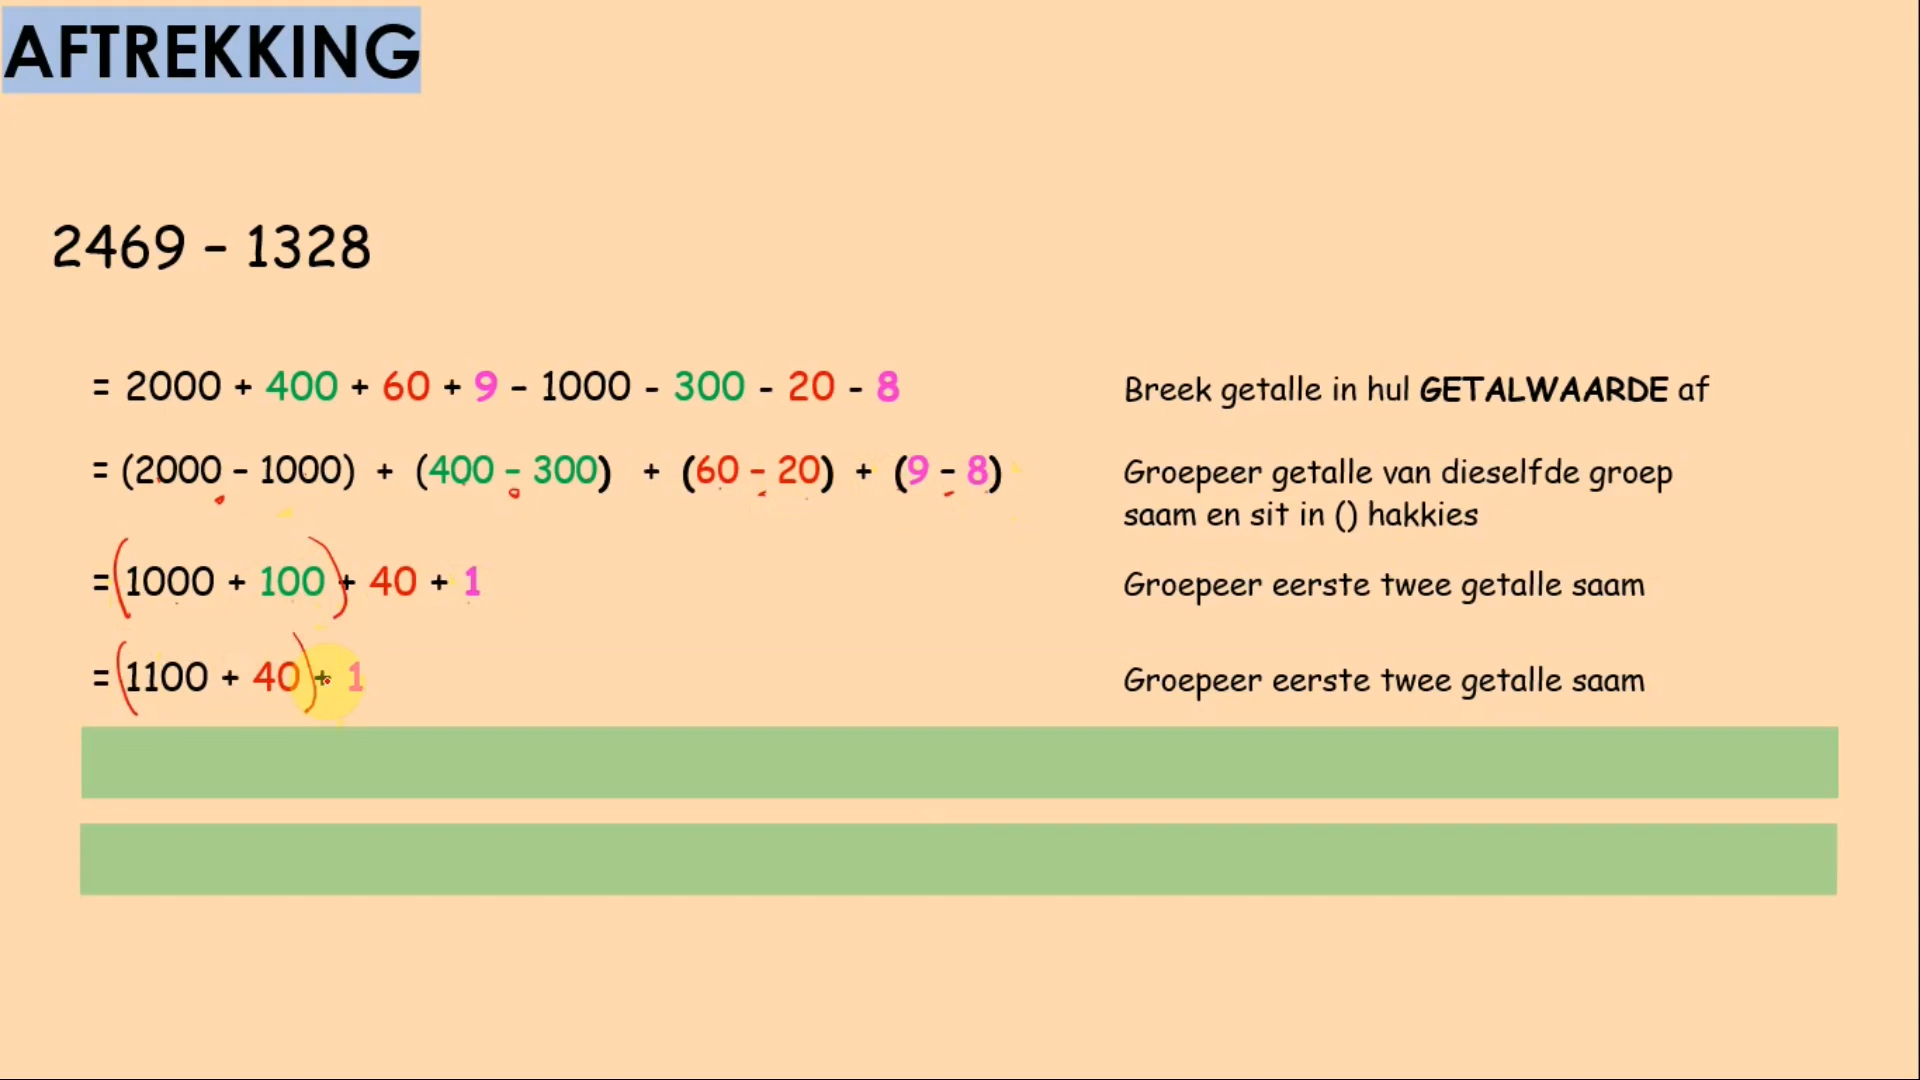 AFTREKKING
2469 - 1328
= 2000 + 400 + 60 + 9 - 1000 - 300 - 20 - 8
Breek getalle in hul GETALWAARDE af
= (2000 - 1000) + (400 - 300) + (60 - 20) + (9 - 8)
Groepeer getalle van dieselfde groep
saam en sit in () hakkies
= (1000 + 100) + 40 + 1
Groepeer eerste twee getalle saam
= (1100 + 40) + 1
Groepeer eerste twee getalle saam